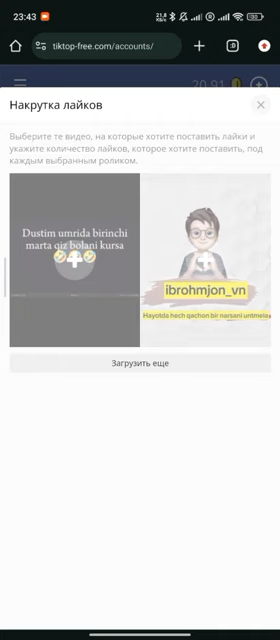 23:43
tiktop-free.com/accounts/
20.91
Накрутка лайков
Выберите те видео, на которые хотите поставить лайки и
укажите количество лайков, которое хотите поставить, под
каждым выбранным роликом.
Dustim umrida birinchi
marta qiz bolani kursa
🤣🤣
ibrohmjon_vn
Hayotda hech qachon bir narsani unutmela
Загрузить еще